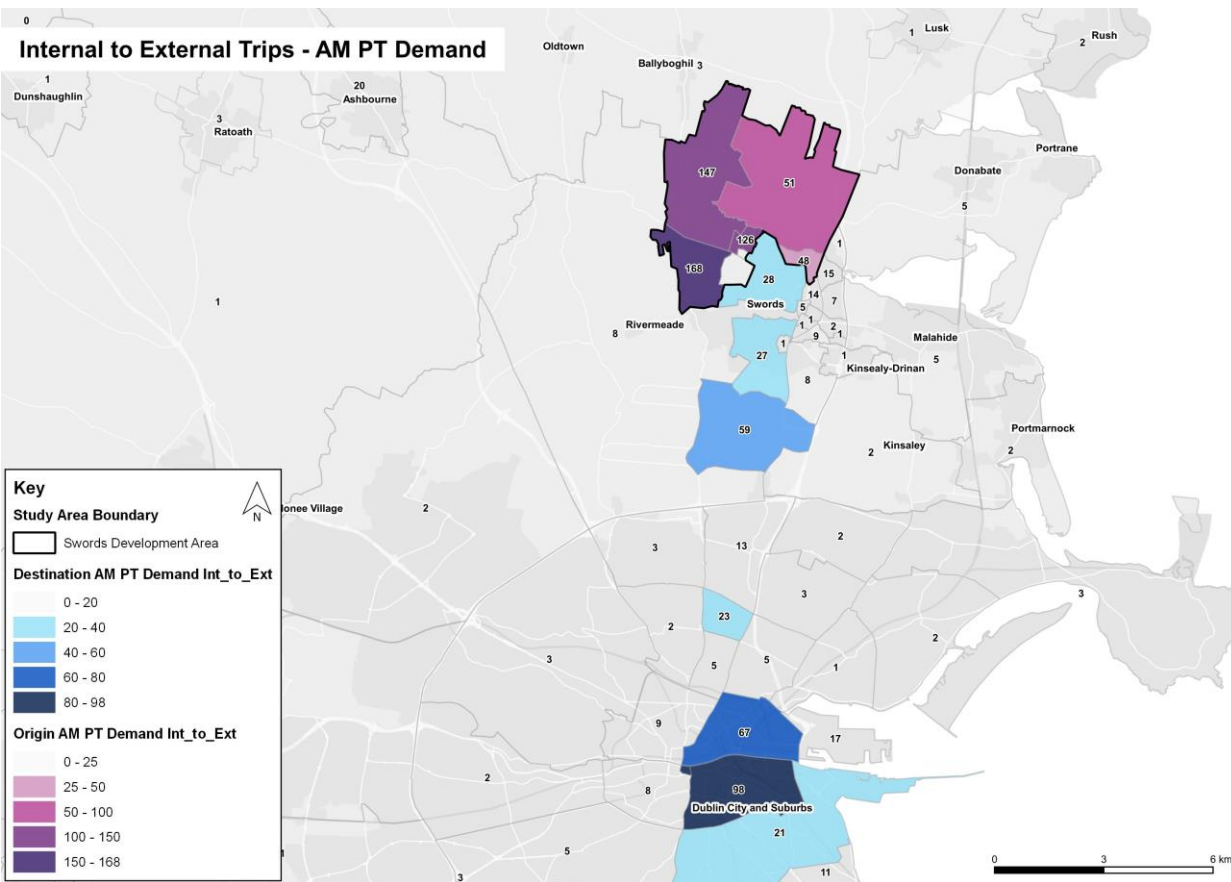 Internal to External Trips - AM PT Demand
0
1
Dunshaughlin
3
Ratoath
20
Ashbourne
Oldtown
Ballyboghil 3
1
Lusk
2
Rush
Portrane
Donabate
5
147
51
126
168
48
28
Swords
1
15
14
7
5
1
1
2
1
9
1
1
Rivermeade
8
27
8
Malahide
5
Kinsealy-Drinan
59
2
Kinsaley
Portmarnock
2
lonee Village
2
3
13
2
3
3
2
23
2
3
5
5
1
9
67
17
2
8
98
Dublin City and Suburbs
21
5
3
11
1
Key
N
Study Area Boundary
Swords Development Area
Destination AM PT Demand Int_to_Ext
0 - 20
20 - 40
40 - 60
60 - 80
80 - 98
Origin AM PT Demand Int_to_Ext
0 - 25
25 - 50
50 - 100
100 - 150
150 - 168
0 3 6 km